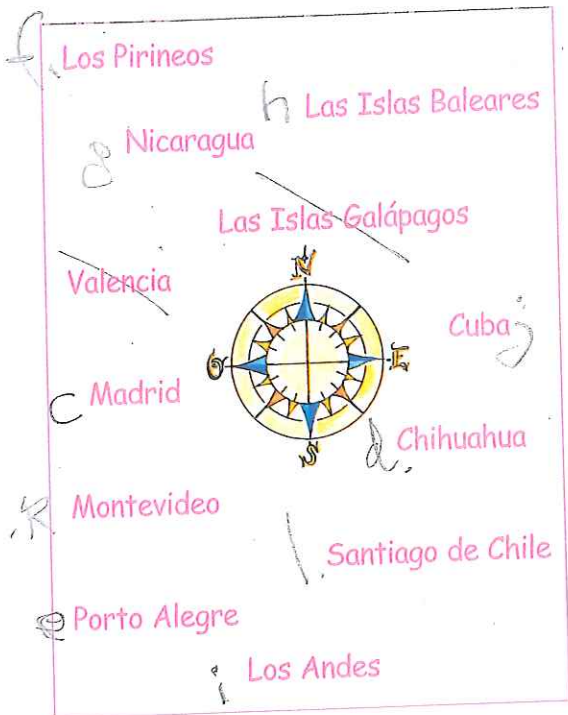 f. Los Pirineos
h Las Islas Baleares
g Nicaragua
Las Islas Galápagos
Valencia
N
Cuba j
O E
C Madrid
S
d. Chihuahua
k Montevideo
l. Santiago de Chile
e Porto Alegre
i Los Andes